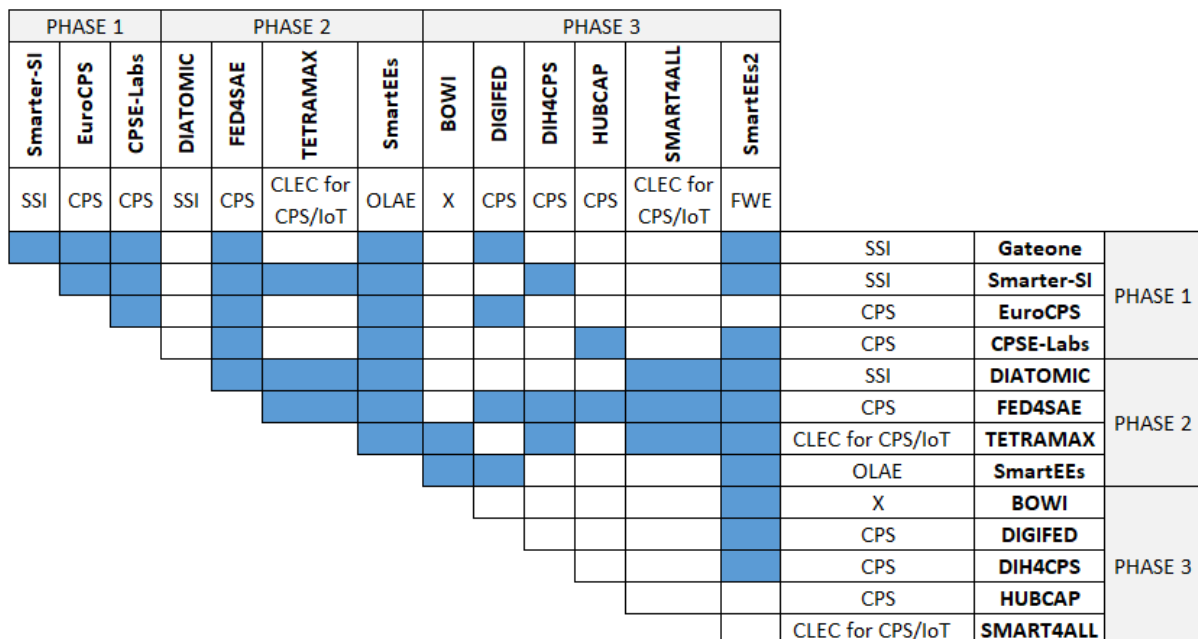 PHASE 1 PHASE 2 PHASE 3
Smarter-SI EuroCPS CPSE-Labs DIATOMIC FED4SAE TETRAMAX SmartEEs BOWI DIGIFED DIH4CPS HUBCAP SMART4ALL SmartEEs2
SSI CPS CPS SSI CPS CLEC for CPS/IoT OLAE X CPS CPS CPS CLEC for CPS/IoT FWE
SSI Gateone PHASE 1
SSI Smarter-SI
CPS EuroCPS
CPS CPSE-Labs
SSI DIATOMIC PHASE 2
CPS FED4SAE
CLEC for CPS/IoT TETRAMAX
OLAE SmartEEs
X BOWI PHASE 3
CPS DIGIFED
CPS DIH4CPS
CPS HUBCAP
CLEC for CPS/IoT SMART4ALL